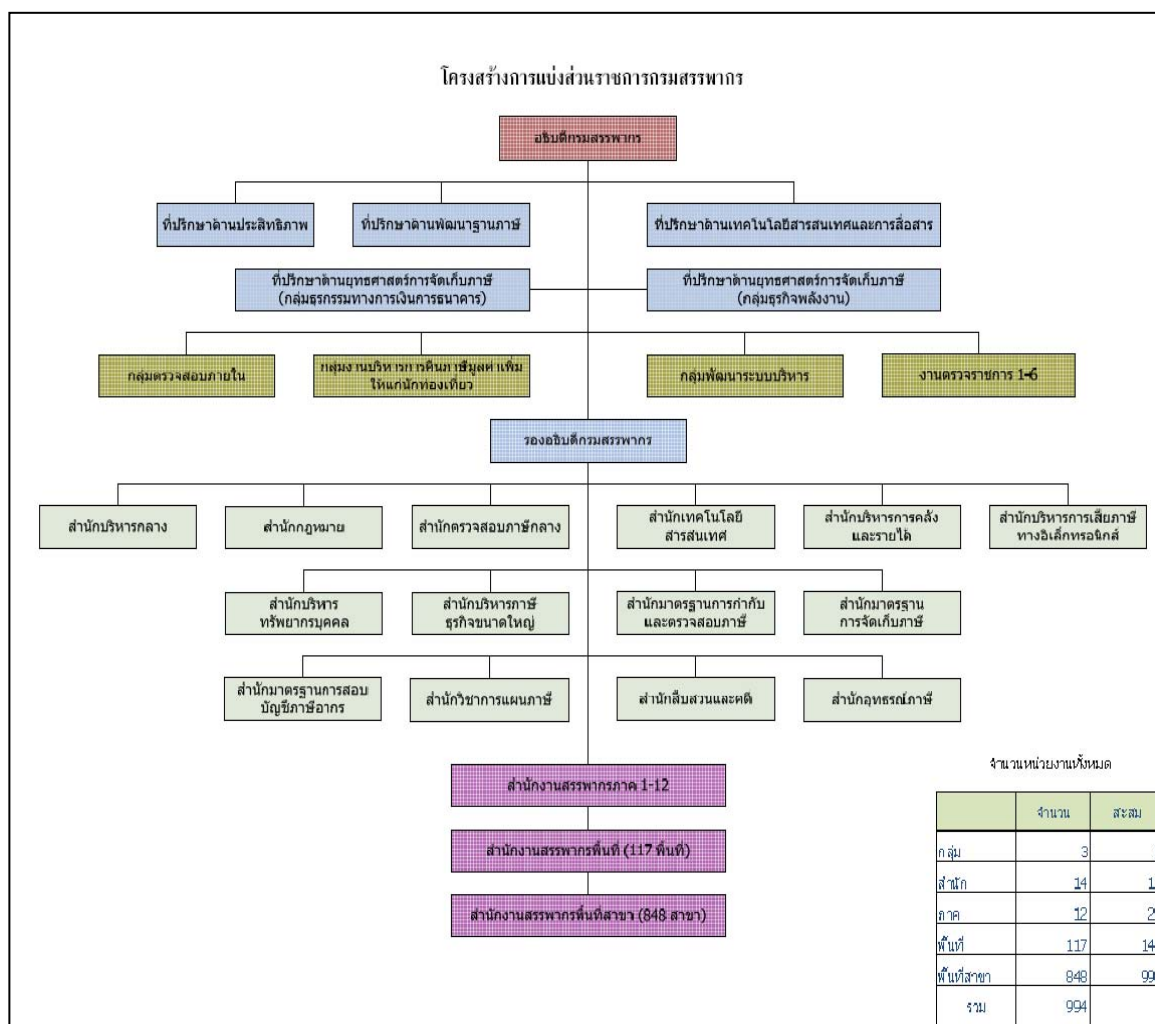 โครงสร้างการแบ่งส่วนราชการกรมสรรพากร
อธิบดีกรมสรรพากร
ที่ปรึกษาด้านประสิทธิภาพ
ที่ปรึกษาด้านพัฒนาฐานภาษี
ที่ปรึกษาด้านเทคโนโลยีสารสนเทศและการสื่อสาร
ที่ปรึกษาด้านยุทธศาสตร์การจัดเก็บภาษี
(กลุ่มธุรกรรมทางการเงินการธนาคาร)
ที่ปรึกษาด้านยุทธศาสตร์การจัดเก็บภาษี
(กลุ่มธุรกิจพลังงาน)
กลุ่มตรวจสอบภายใน
กลุ่มงานบริหารการคืนภาษีมูลค่าเพิ่ม
ให้แก่นักท่องเที่ยว
กลุ่มพัฒนาระบบบริหาร
งานตรวจราชการ 1-6
รองอธิบดีกรมสรรพากร
สำนักบริหารกลาง
สำนักกฎหมาย
สำนักตรวจสอบภาษีกลาง
สำนักเทคโนโลยี
สารสนเทศ
สำนักบริหารการคลัง
และรายได้
สำนักบริหารการเสียภาษี
ทางอิเล็กทรอนิกส์
สำนักบริหาร
ทรัพยากรบุคคล
สำนักบริหารภาษี
ธุรกิจขนาดใหญ่
สำนักมาตรฐานการกำกับ
และตรวจสอบภาษี
สำนักมาตรฐาน
การจัดเก็บภาษี
สำนักมาตรฐานการสอบ
บัญชีภาษีอากร
สำนักวิชาการแผนภาษี
สำนักสืบสวนและคดี
สำนักอุทธรณ์ภาษี
สำนักงานสรรพากรภาค 1-12
สำนักงานสรรพากรพื้นที่ (117 พื้นที่)
สำนักงานสรรพากรพื้นที่สาขา (848 สาขา)
จำนวนหน่วยงานทั้งหมด
จำนวน สะสม
กลุ่ม 3
สำนัก 14
ภาค 12
พื้นที่ 117
พื้นที่สาขา 848
รวม 994